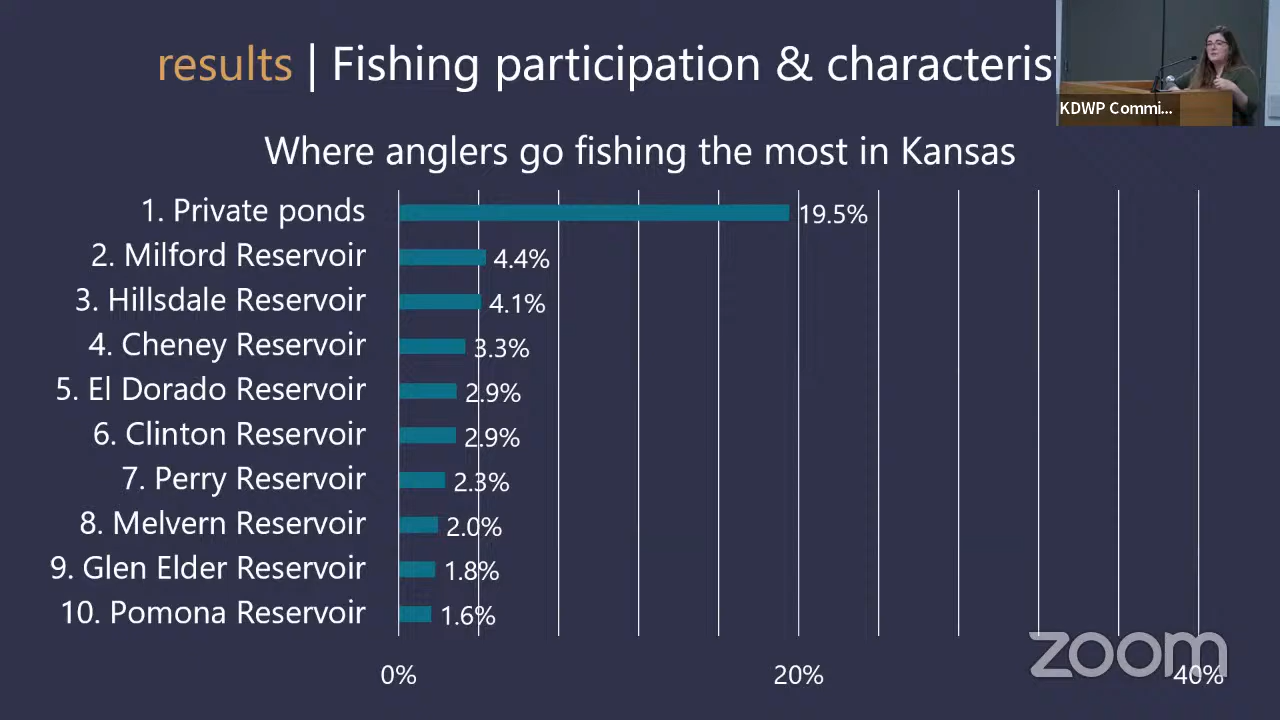 results | Fishing participation & characterist
KDWP Commi...
Where anglers go fishing the most in Kansas
1. Private ponds 19.5%
2. Milford Reservoir 4.4%
3. Hillsdale Reservoir 4.1%
4. Cheney Reservoir 3.3%
5. El Dorado Reservoir 2.9%
6. Clinton Reservoir 2.9%
7. Perry Reservoir 2.3%
8. Melvern Reservoir 2.0%
9. Glen Elder Reservoir 1.8%
10. Pomona Reservoir 1.6%
0% 20% 40%
zoom